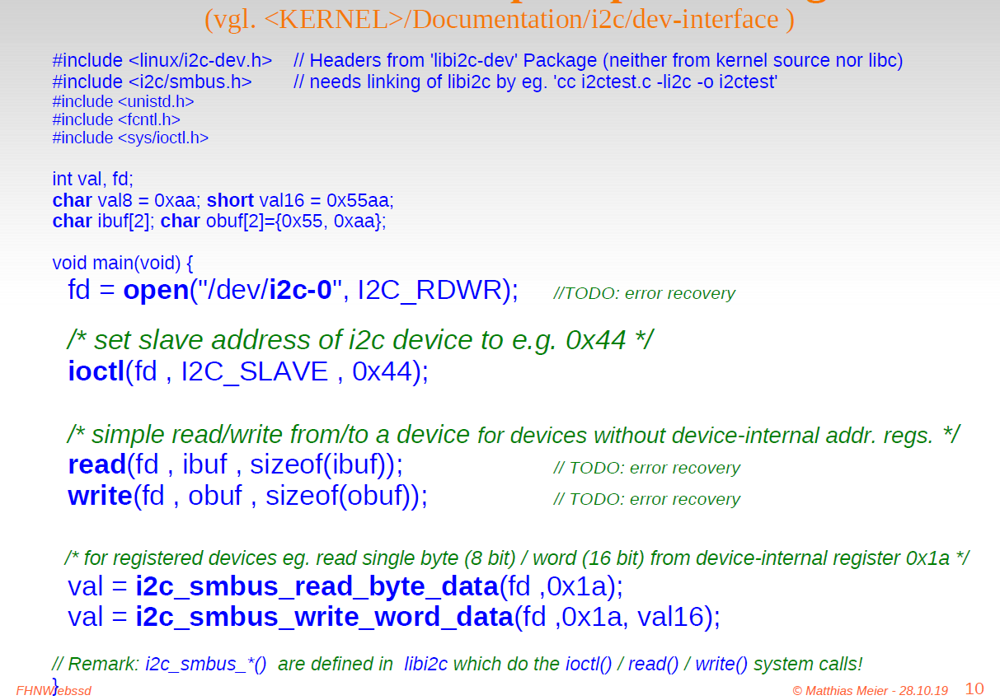 (vgl. <KERNEL>/Documentation/i2c/dev-interface )
#include <linux/i2c-dev.h> // Headers from 'libi2c-dev' Package (neither from kernel source nor libc)
#include <i2c/smbus.h> // needs linking of libi2c by eg. 'cc i2ctest.c -li2c -o i2ctest'
#include <unistd.h>
#include <fcntl.h>
#include <sys/ioctl.h>
int val, fd;
char val8 = 0xaa; short val16 = 0x55aa;
char ibuf[2]; char obuf[2]={0x55, 0xaa};
void main(void) {
fd = open("/dev/i2c-0", I2C_RDWR); //TODO: error recovery
/* set slave address of i2c device to e.g. 0x44 */
ioctl(fd , I2C_SLAVE , 0x44);
/* simple read/write from/to a device for devices without device-internal addr. regs. */
read(fd , ibuf , sizeof(ibuf)); // TODO: error recovery
write(fd , obuf , sizeof(obuf)); // TODO: error recovery
/* for registered devices eg. read single byte (8 bit) / word (16 bit) from device-internal register 0x1a */
val = i2c_smbus_read_byte_data(fd ,0x1a);
val = i2c_smbus_write_word_data(fd ,0x1a, val16);
// Remark: i2c_smbus_*() are defined in libi2c which do the ioctl() / read() / write() system calls!
}
FHNW/ebssd © Matthias Meier - 28.10.19 10